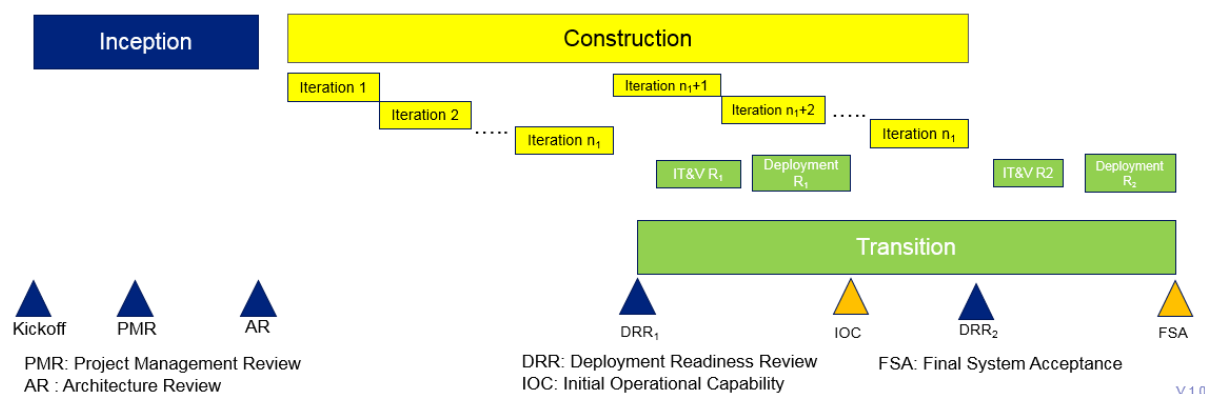 Inception
Construction
Iteration 1
Iteration 2
.....
Iteration n₁
Iteration n₁+1
Iteration n₁+2
.....
Iteration n₁
IT&V R₁
Deployment
R₁
IT&V R2
Deployment
R₂
Transition
Kickoff
PMR
AR
DRR₁
IOC
DRR₂
FSA
PMR: Project Management Review
AR : Architecture Review
DRR: Deployment Readiness Review
IOC: Initial Operational Capability
FSA: Final System Acceptance